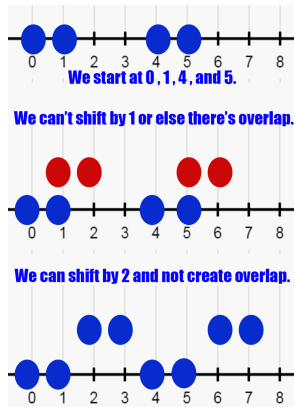 0 1 2 3 4 5 6 7 8
We start at 0 , 1 , 4 , and 5.
We can't shift by 1 or else there's overlap.
0 1 2 3 4 5 6 7 8
We can shift by 2 and not create overlap.
0 1 2 3 4 5 6 7 8